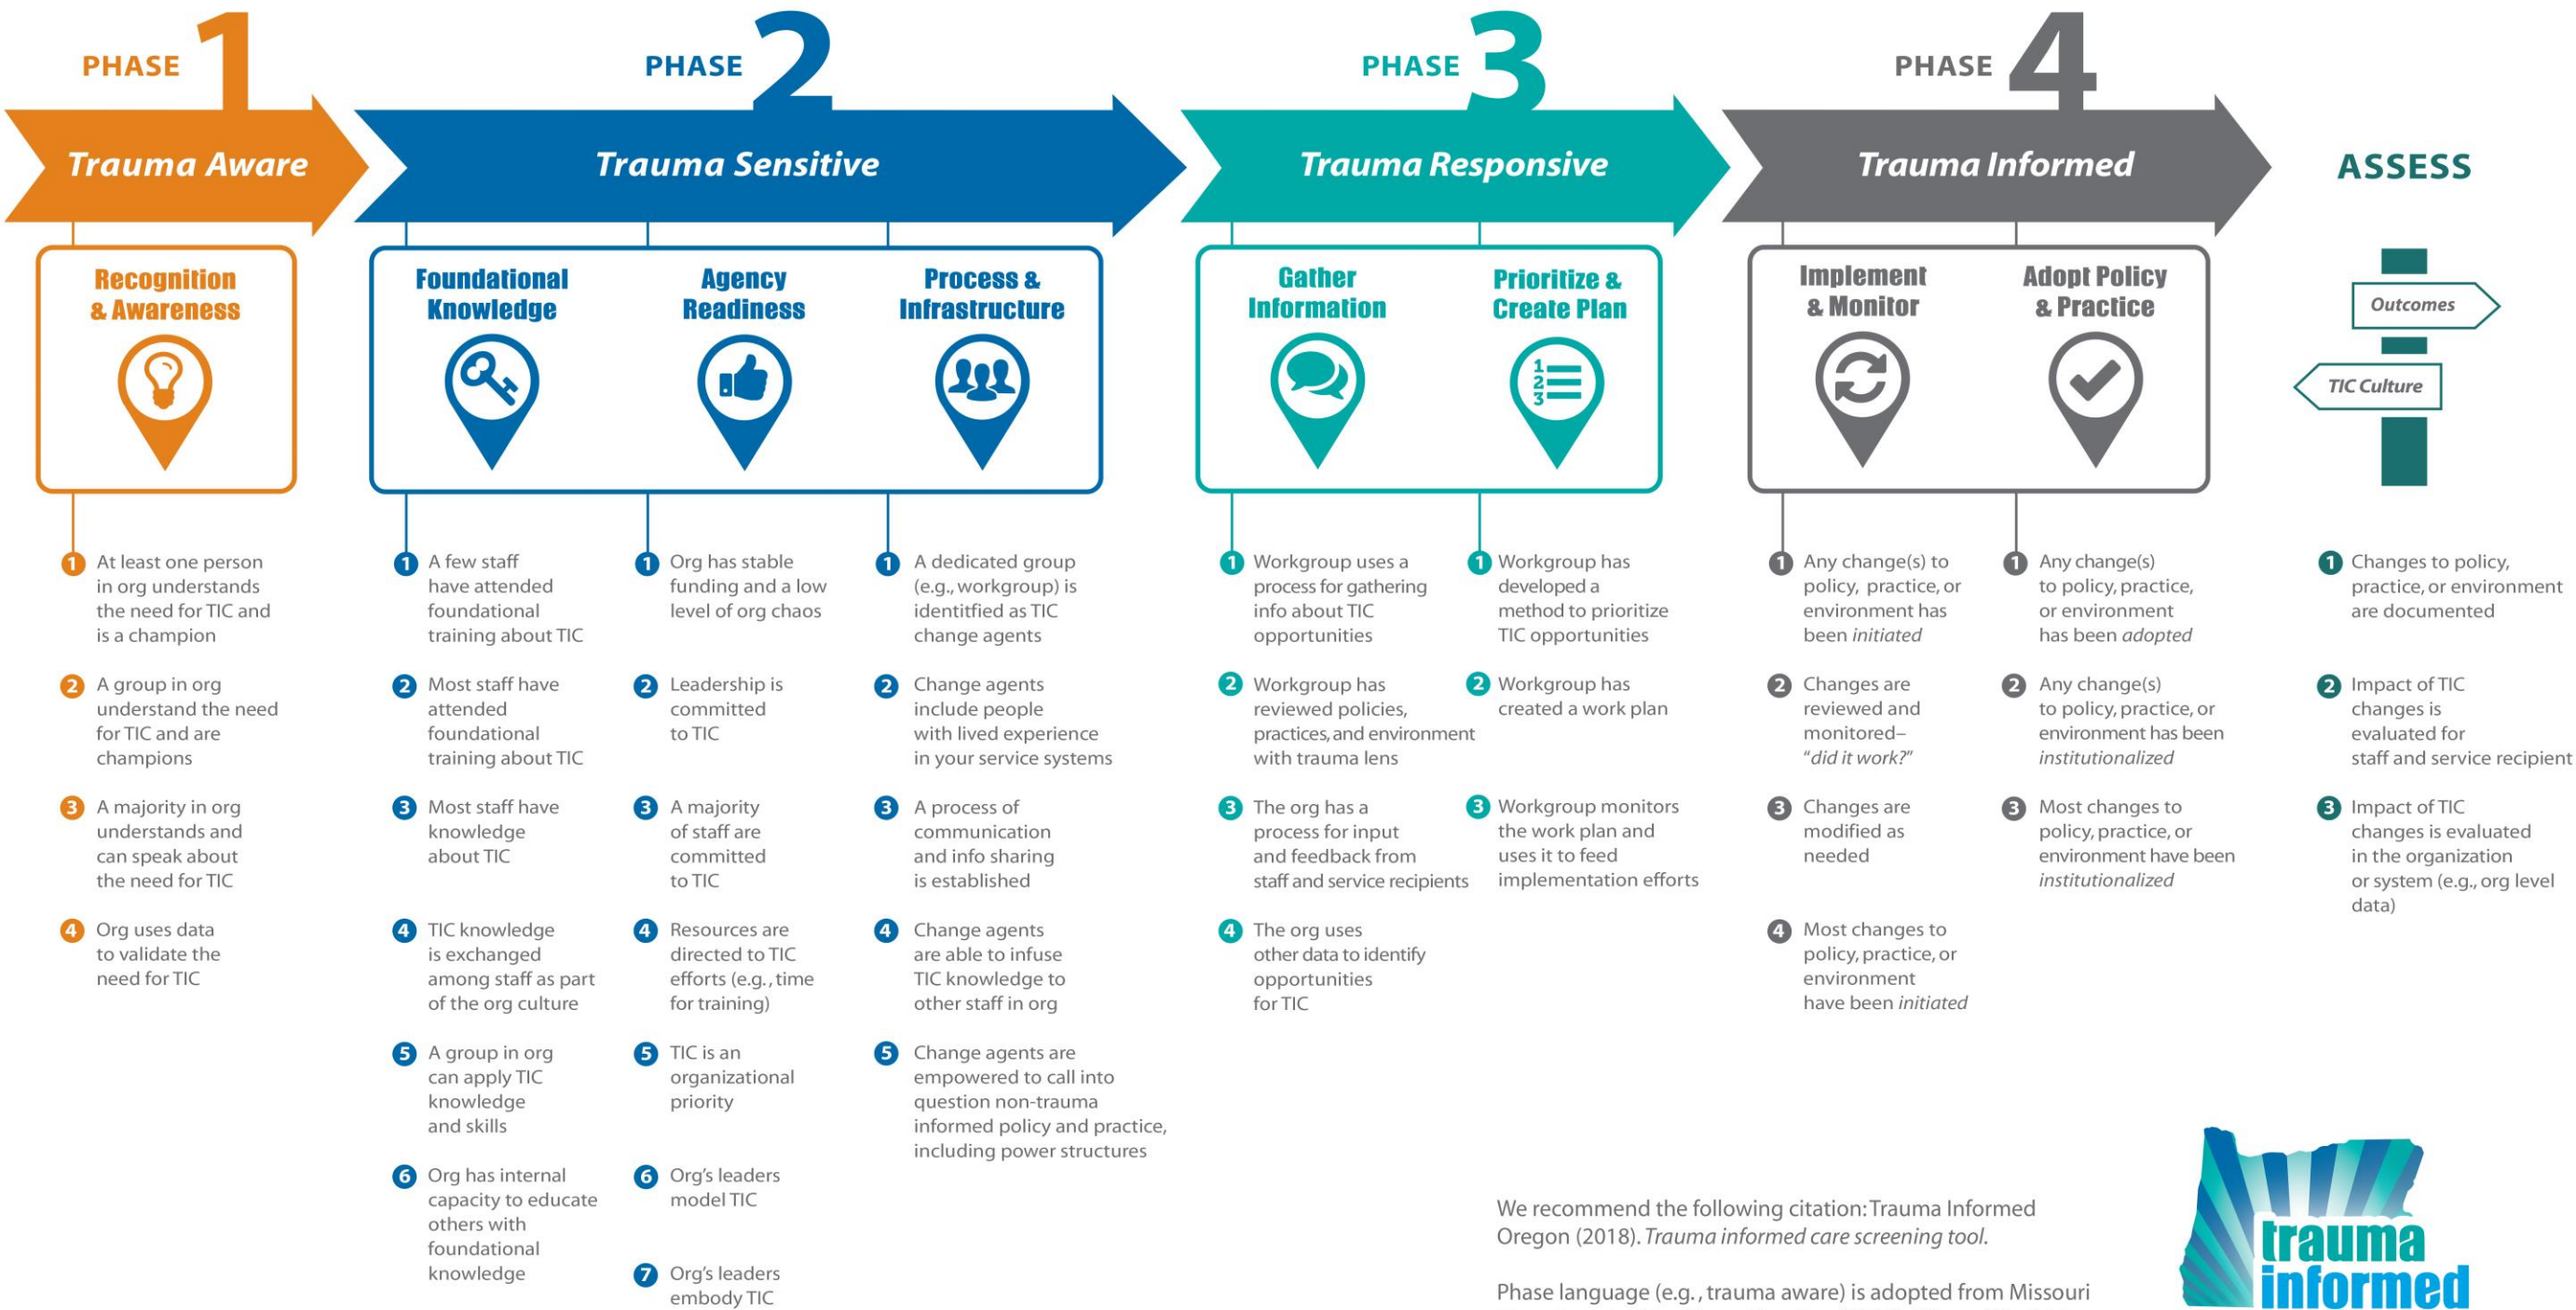 PHASE 1
Trauma Aware
Recognition
& Awareness
1 At least one person
in org understands
the need for TIC and
is a champion
2 A group in org
understand the need
for TIC and are
champions
3 A majority in org
understands and
can speak about
the need for TIC
4 Org uses data
to validate the
need for TIC
PHASE 2
Trauma Sensitive
Foundational
Knowledge
1 A few staff
have attended
foundational
training about TIC
2 Most staff have
attended
foundational
training about TIC
3 Most staff have
knowledge
about TIC
4 TIC knowledge
is exchanged
among staff as part
of the org culture
5 A group in org
can apply TIC
knowledge
and skills
6 Org has internal
capacity to educate
others with
foundational
knowledge
Agency
Readiness
1 Org has stable
funding and a low
level of org chaos
2 Leadership is
committed
to TIC
3 A majority
of staff are
committed
to TIC
4 Resources are
directed to TIC
efforts (e.g., time
for training)
5 TIC is an
organizational
priority
6 Org's leaders
model TIC
7 Org's leaders
embody TIC
Process &
Infrastructure
1 A dedicated group
(e.g., workgroup) is
identitfied as TIC
change agents
2 Change agents
include people
with lived experience
in your service systems
3 A process of
communication
and info sharing
is established
4 Change agents
are able to infuse
TIC knowledge to
other staff in org
5 Change agents are
empowered to call into
question non-trauma
informed policy and practice,
including power structures
PHASE 3
Trauma Responsive
Gather
Information
1 Workgroup uses a
process for gathering
info about TIC
opportunities
2 Workgroup has
reviewed policies,
practices, and environment
with trauma lens
3 The org has a
process for input
and feedback from
staff and service recipients
4 The org uses
other data to identify
opportunities
for TIC
Prioritize &
Create Plan
1
2
3
1 Workgroup has
developed a
method to prioritize
TIC opportunities
2 Workgroup has
created a work plan
3 Workgroup monitors
the work plan and
uses it to feed
implementation efforts
PHASE 4
Trauma Informed
Implement
& Monitor
1 Any change(s) to
policy, practice, or
environment has
been initiated
2 Changes are
reviewed and
monitored–
"did it work?"
3 Changes are
modified as
needed
4 Most changes to
policy, practice, or
environment
have been initiated
Adopt Policy
& Practice
1 Any change(s)
to policy, practice,
or environment
has been adopted
2 Any change(s)
to policy, practice, or
environment has been
institutionalized
3 Most changes to
policy, practice, or
environment have been
institutionalized
ASSESS
Outcomes
TIC Culture
1 Changes to policy,
practice, or environment
are documented
2 Impact of TIC
changes is
evaluated for
staff and service recipient
3 Impact of TIC
changes is evaluated
in the organization
or system (e.g., org level
data)
We recommend the following citation: Trauma Informed
Oregon (2018). Trauma informed care screening tool.
Phase language (e.g., trauma aware) is adopted from Missouri
trauma
informed